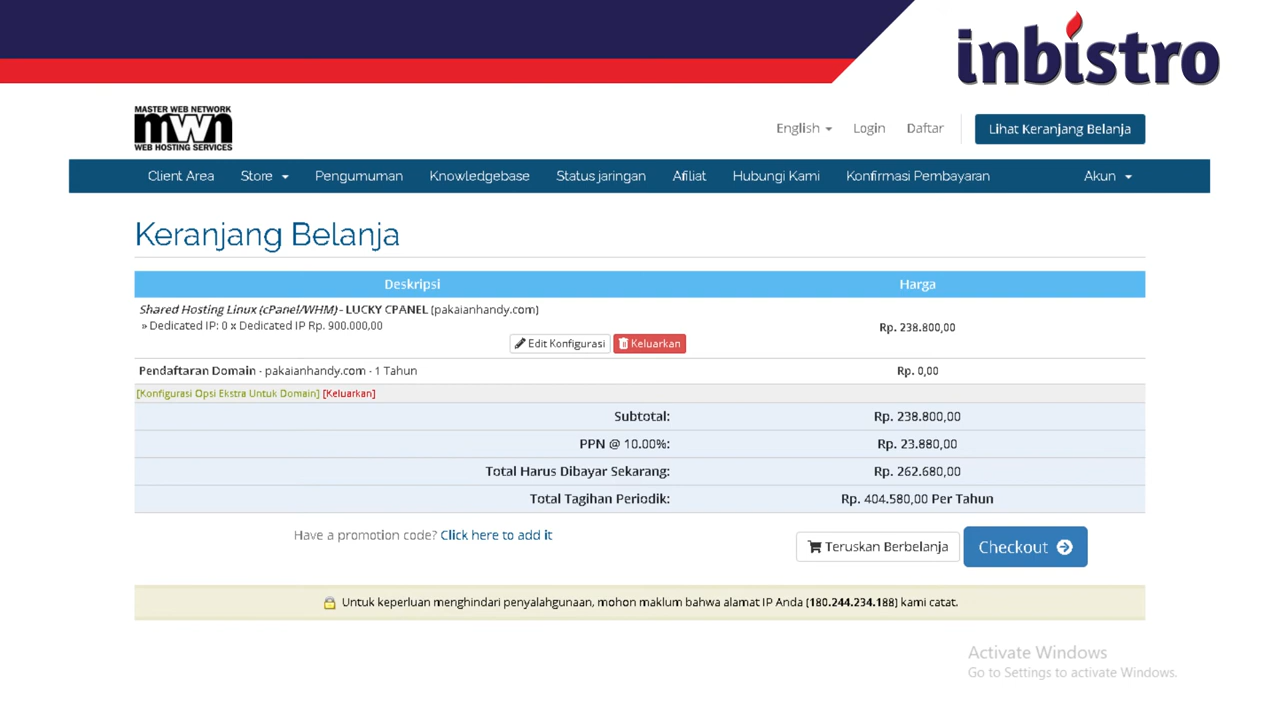 inbistro
MASTER WEB NETWORK
mwn
WEB HOSTING SERVICES
English
Login
Daftar
Lihat Keranjang Belanja
Client Area
Store
Pengumuman
Knowledgebase
Status jaringan
Afiliat
Hubungi Kami
Konfirmasi Pembayaran
Akun
Keranjang Belanja
Deskripsi
Harga
Shared Hosting Linux (cPanel/WHM) - LUCKY CPANEL (pakaianhandy.com)
» Dedicated IP: 0 x Dedicated IP Rp. 900.000,00
Rp. 238.800,00
Edit Konfigurasi
Keluarkan
Pendaftaran Domain - pakaianhandy.com - 1 Tahun
Rp. 0,00
[Konfigurasi Opsi Ekstra Untuk Domain] [Keluarkan]
Subtotal: Rp. 238.800,00
PPN @ 10.00%: Rp. 23.880,00
Total Harus Dibayar Sekarang: Rp. 262.680,00
Total Tagihan Periodik: Rp. 404.580,00 Per Tahun
Have a promotion code? Click here to add it
Teruskan Berbelanja
Checkout
Untuk keperluan menghindari penyalahgunaan, mohon maklum bahwa alamat IP Anda (180.244.234.188) kami catat.
Activate Windows
Go to Settings to activate Windows.